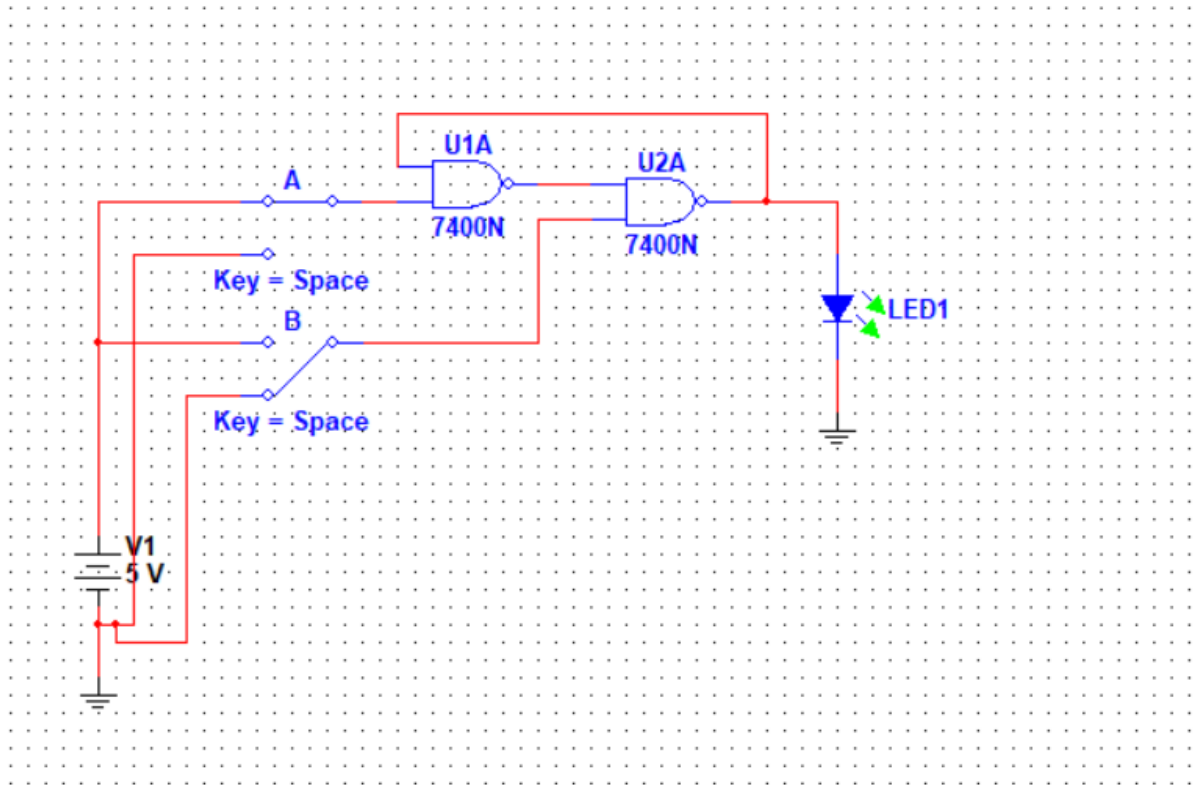 U1A
U2A
A
7400N
7400N
Key = Space
B
LED1
Key = Space
V1
5 V